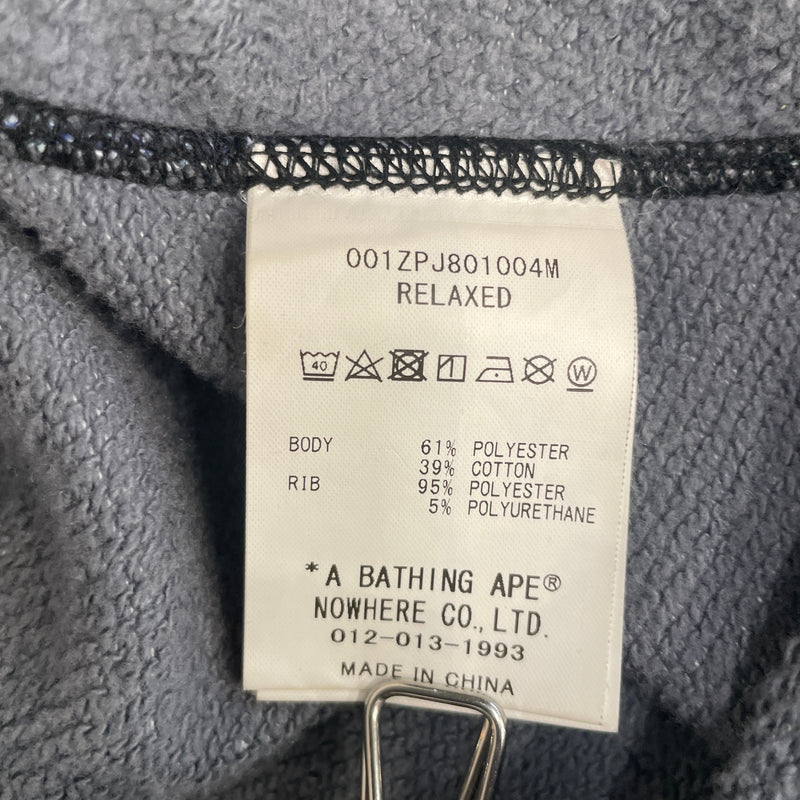 001ZPJ801004M
RELAXED
40 W
BODY 61% POLYESTER
39% COTTON
RIB 95% POLYESTER
5% POLYURETHANE
*A BATHING APE®
NOWHERE CO., LTD.
012-013-1993
MADE IN CHINA